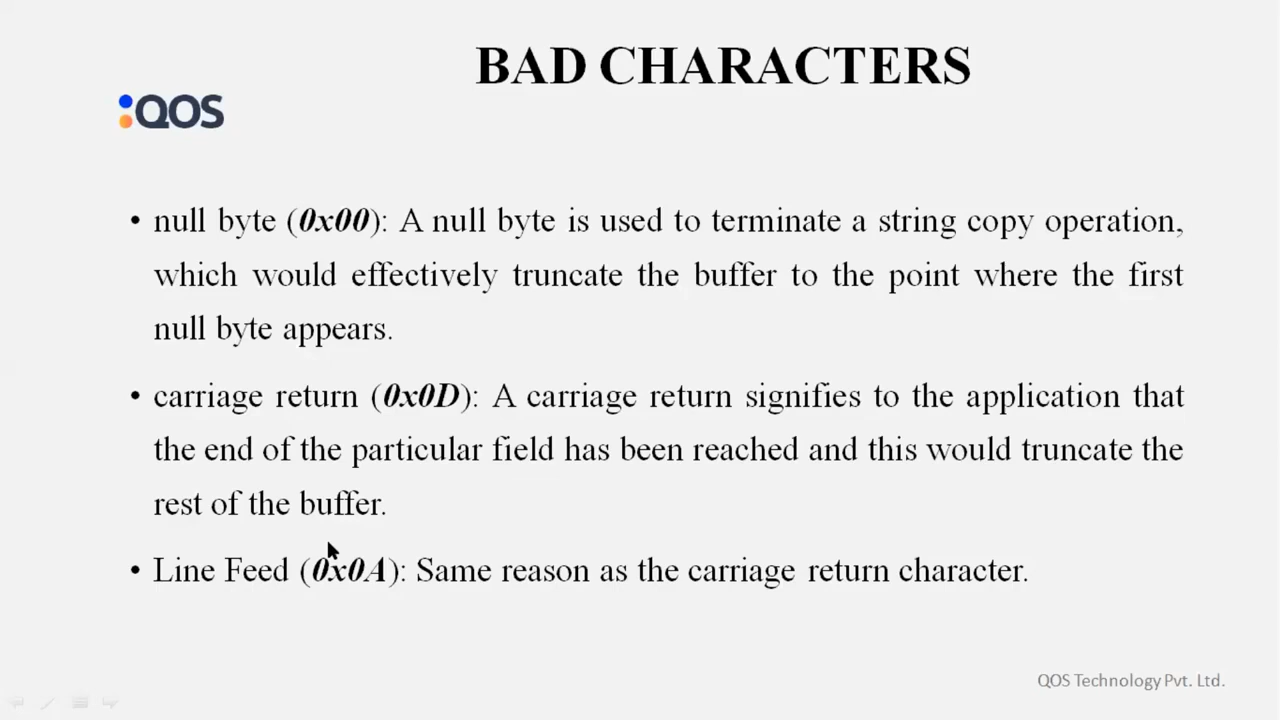 BAD CHARACTERS
:QOS
• null byte (0x00): A null byte is used to terminate a string copy operation,
which would effectively truncate the buffer to the point where the first
null byte appears.
• carriage return (0x0D): A carriage return signifies to the application that
the end of the particular field has been reached and this would truncate the
rest of the buffer.
• Line Feed (0x0A): Same reason as the carriage return character.
QOS Technology Pvt. Ltd.